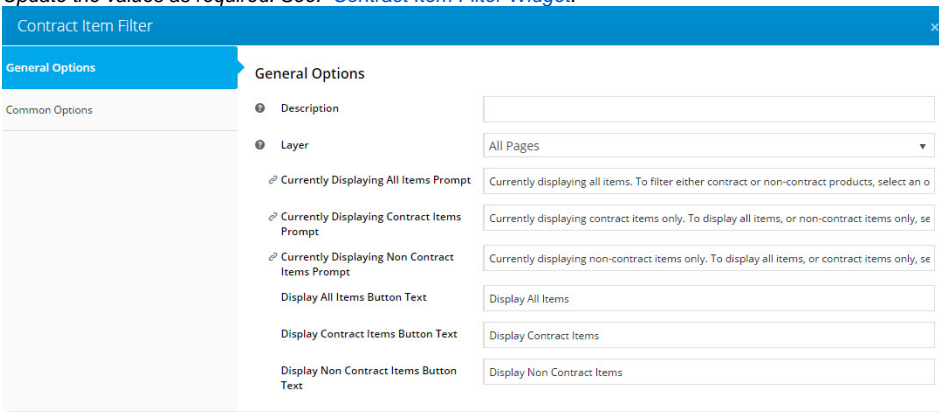 Update the values as required. See: Contract Item Filter Widget.
Contract Item Filter
×
General Options
General Options
Description
Common Options
Layer
All Pages
Currently Displaying All Items Prompt
Currently displaying all items. To filter either contract or non-contract products, select an o
Currently Displaying Contract Items
Prompt
Currently displaying contract items only. To display all items, or non-contract items only, se
Currently Displaying Non Contract
Items Prompt
Currently displaying non-contract items only. To display all items, or contract items only, se
Display All Items Button Text
Display All Items
Display Contract Items Button Text
Display Contract Items
Display Non Contract Items Button
Text
Display Non Contract Items